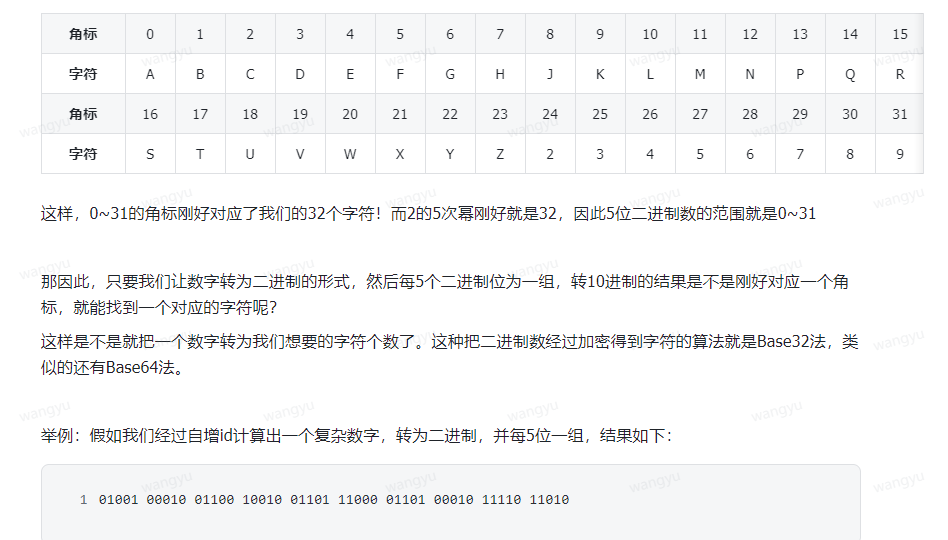 角标 0 1 2 3 4 5 6 7 8 9 10 11 12 13 14 15
字符 A B C D E F G H J K L M N P Q R
角标 16 17 18 19 20 21 22 23 24 25 26 27 28 29 30 31
字符 S T U V W X Y Z 2 3 4 5 6 7 8 9
这样，0~31的角标刚好对应了我们的32个字符！而2的5次幂刚好就是32，因此5位二进制数的范围就是0~31
那因此，只要我们让数字转为二进制的形式，然后每5个二进制位为一组，转10进制的结果是不是刚好对应一个角
标，就能找到一个对应的字符呢？
这样是不是就把一个数字转为我们想要的字符个数了。这种把二进制数经过加密得到字符的算法就是Base32法，类
似的还有Base64法。
举例：假如我们经过自增id计算出一个复杂数字，转为二进制，并每5位一组，结果如下：
1 01001 00010 01100 10010 01101 11000 01101 00010 11110 11010
wangyu